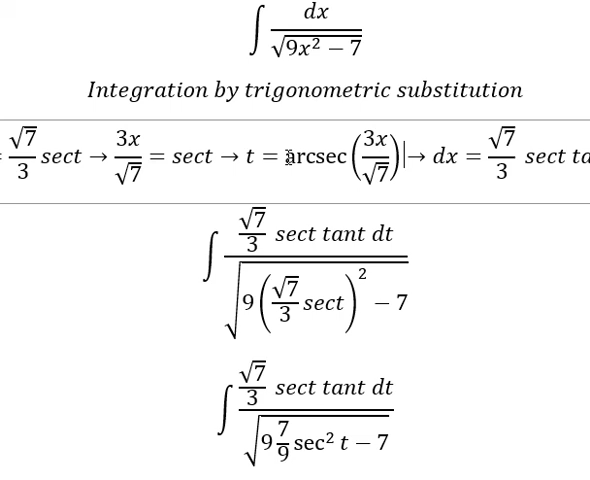 ∫ dx / √(9x² − 7)
Integration by trigonometric substitution
= √7/3 sect → 3x/√7 = sect → t = arcsec(3x/√7) → dx = √7/3 sect ta
∫ (√7/3 sect tant dt) / √(9(√7/3 sect)² − 7)
∫ (√7/3 sect tant dt) / √(9 7/9 sec² t − 7)